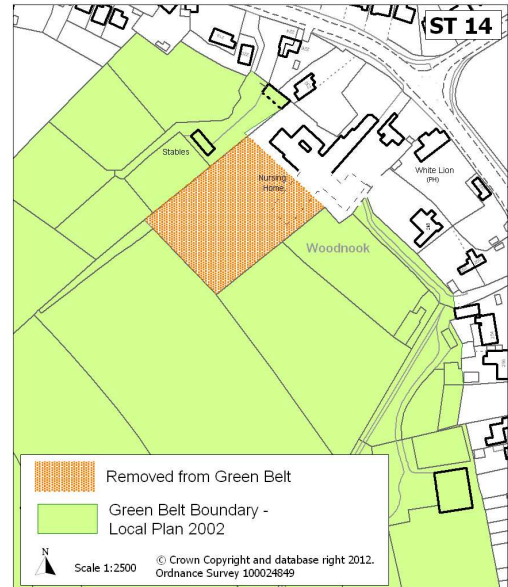 ST 14
Stables
Nursing
Home
White Lion
(PH)
Woodnook
Removed from Green Belt
Green Belt Boundary -
Local Plan 2002
N
Scale 1:2500
© Crown Copyright and database right 2012.
Ordnance Survey 100024849